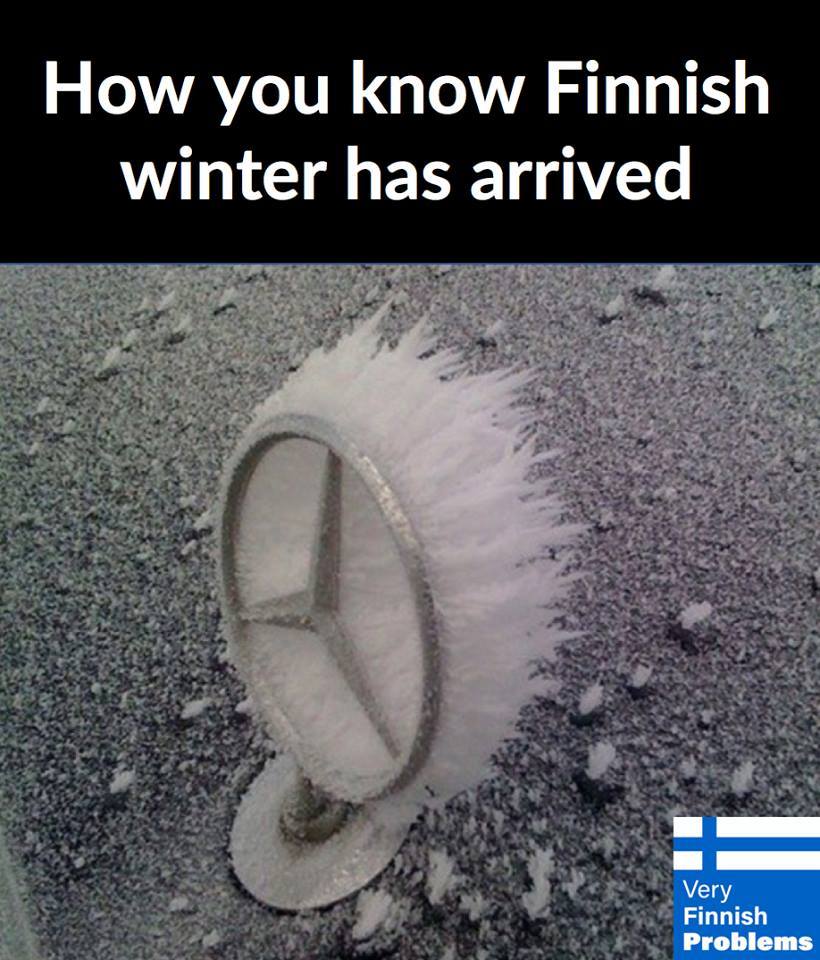 How you know Finnish
winter has arrived
Very
Finnish
Problems